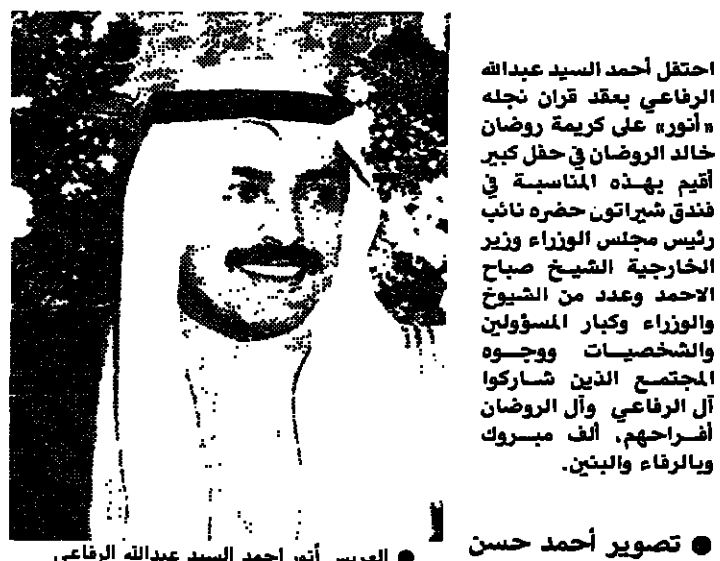 احتفل أحمد السيد عبدالله
الرفاعي بعقد قران نجله
«أنور» على كريمة روضان
خالد الروضان في حفل كبير
أقيم بهذه المناسبة في
فندق شيراتون حضره نائب
رئيس مجلس الوزراء وزير
الخارجية الشيخ صباح
الاحمد وعدد من الشيوخ
والوزراء وكبار المسؤولين
والشخصيات ووجوه
المجتمع الذين شاركوا
آل الرفاعي وآل الروضان
أفراحهم، ألف مبروك
وبالرفاء والبنين.
● تصوير أحمد حسن
● العريس أنور احمد السيد عبدالله الرفاعي